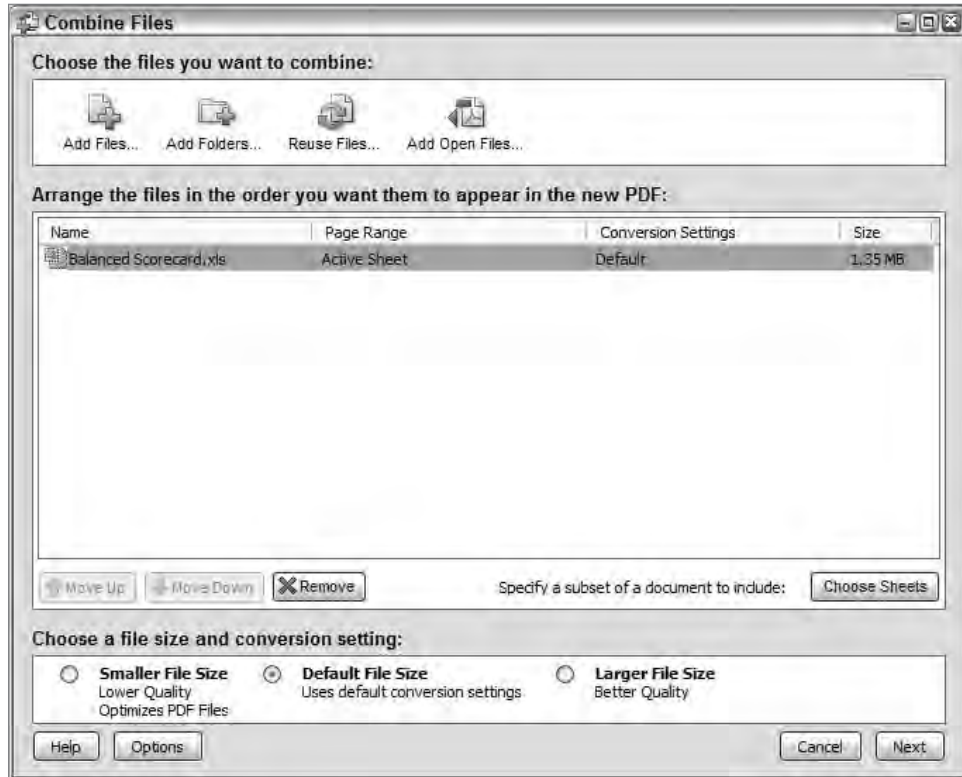 Combine Files
Choose the files you want to combine:
Add Files... Add Folders... Reuse Files... Add Open Files...
Arrange the files in the order you want them to appear in the new PDF:
Name Page Range Conversion Settings Size
Balanced Scorecard.xls Active Sheet Default 1.35 MB
Move Up Move Down Remove Specify a subset of a document to include: Choose Sheets
Choose a file size and conversion setting:
Smaller File Size Default File Size Larger File Size
Lower Quality Uses default conversion settings Better Quality
Optimizes PDF Files
Help Options Cancel Next